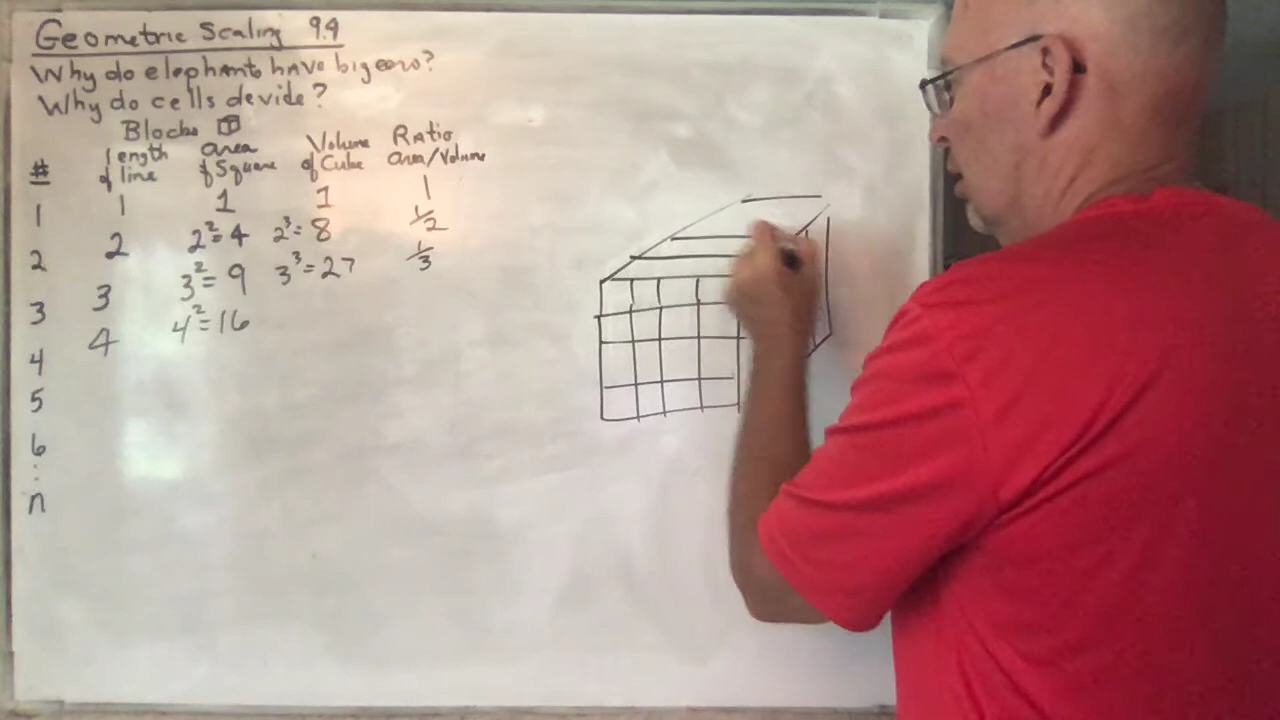 Geometric Scaling 9.4
Why do elephants have big ears?
Why do cells devide?
Blocks
# length of line area of Square Volume of Cube Ratio area/Volume
1 1 1 1 1
2 2 2²=4 2³=8 1/2
3 3 3²=9 3³=27 1/3
4 4 4²=16
5
6
⋮
n